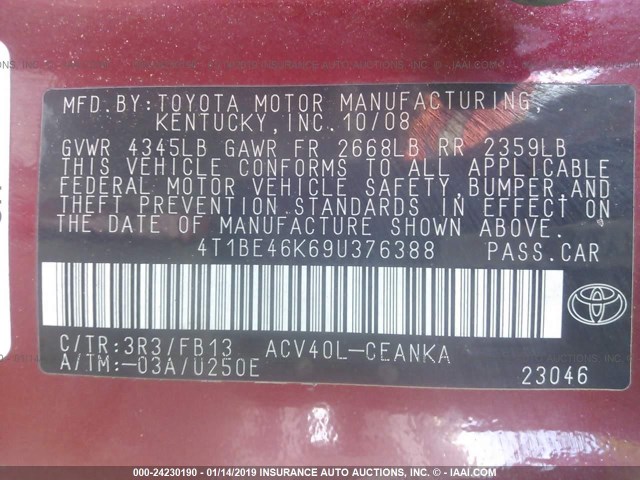 MFD.BY:TOYOTA MOTOR MANUFACTURING,
KENTUCKY,INC.10/08
GVWR 4345LB GAWR FR 2668LB RR 2359LB
THIS VEHICLE CONFORMS TO ALL APPLICABLE
FEDERAL MOTOR VEHICLE SAFETY,BUMPER,AND
THEFT PREVENTION STANDARDS IN EFFECT ON
THE DATE OF MANUFACTURE SHOWN ABOVE.
4T1BE46K69U376388 PASS.CAR
C/TR:3R3/FB13 ACV40L-CEANKA
A/TM:-03A/U250E
23046
000-24230190 - 01/14/2019 INSURANCE AUTO AUCTIONS, INC. - © - IAAI.COM